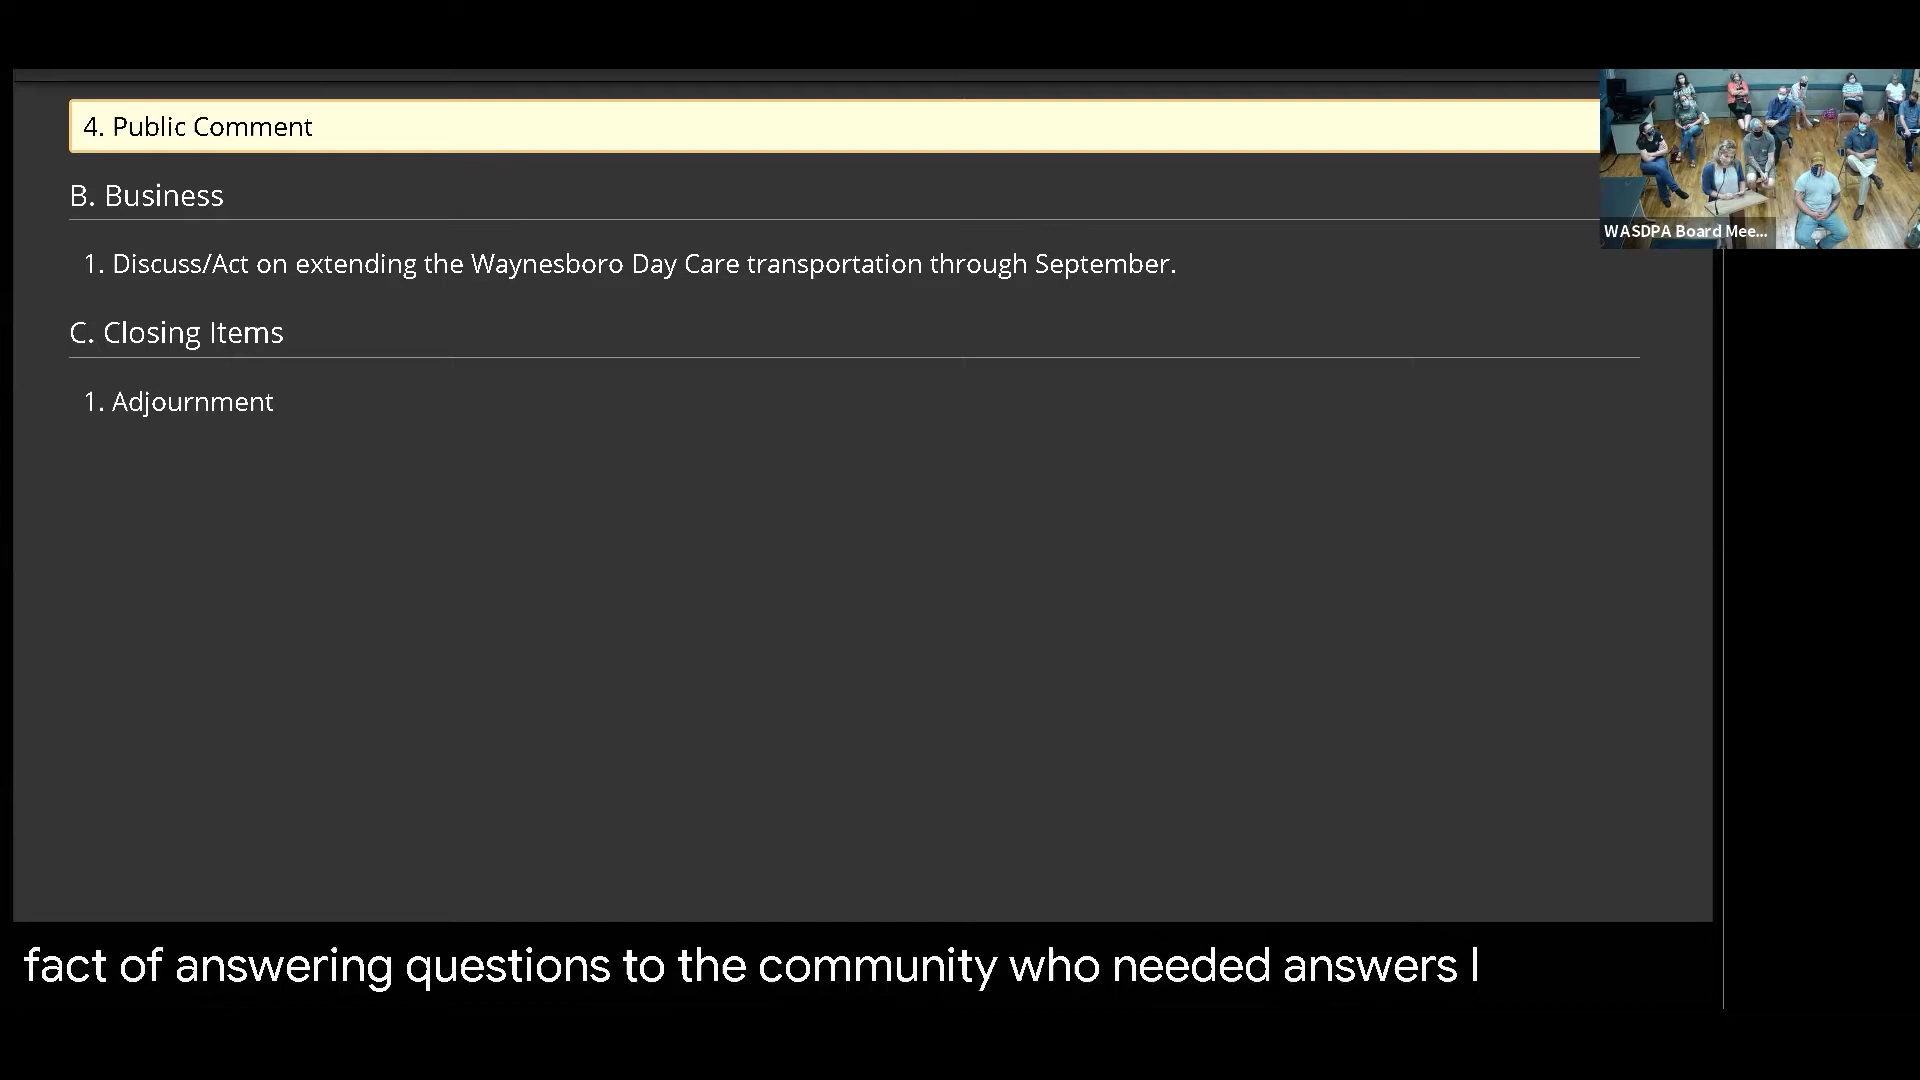 4. Public Comment
WASDPA Board Mee...
B. Business
1. Discuss/Act on extending the Waynesboro Day Care transportation through September.
C. Closing Items
1. Adjournment
fact of answering questions to the community who needed answers I